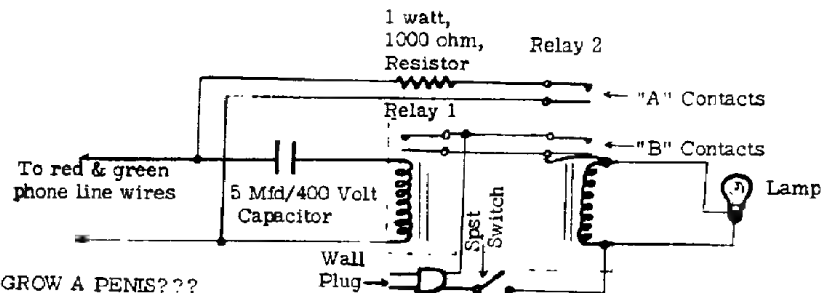 1 watt,
1000 ohm,
Resistor
Relay 2
"A" Contacts
Relay 1
"B" Contacts
To red & green
phone line wires
5 Mfd/400 Volt
Capacitor
Lamp
Spst
Switch
Wall
Plug
GROW A PENIS???